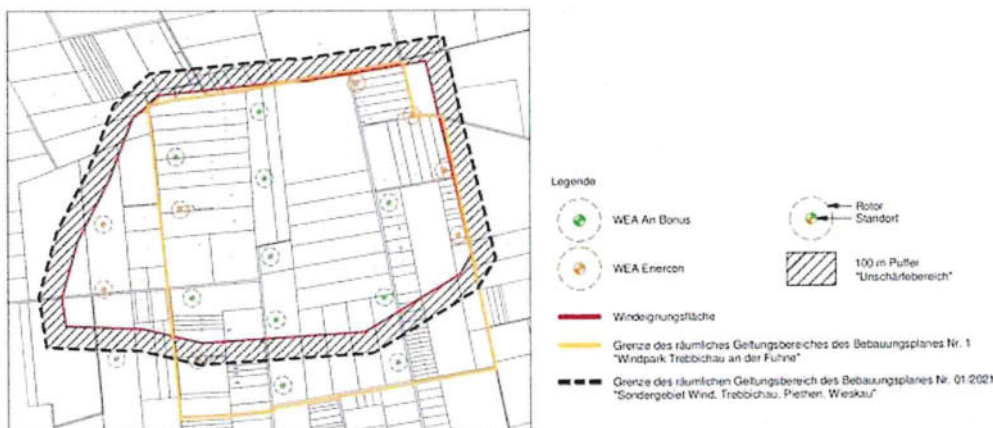 Legende
WEA An Bonus
WEA Enercon
Rotor
Standort
100 m Puffer
"Unschärfebereich"
Windeignungsfläche
Grenze des räumliches Geltungsbereiches des Bebauungsplanes Nr. 1
"Windpark Trebbichau an der Fuhne"
Grenze des räumlichen Geltungsbereich des Bebauungsplanes Nr. 01 2021
"Sondergebiet Wind, Trebbichau, Piethen, Wieskau"